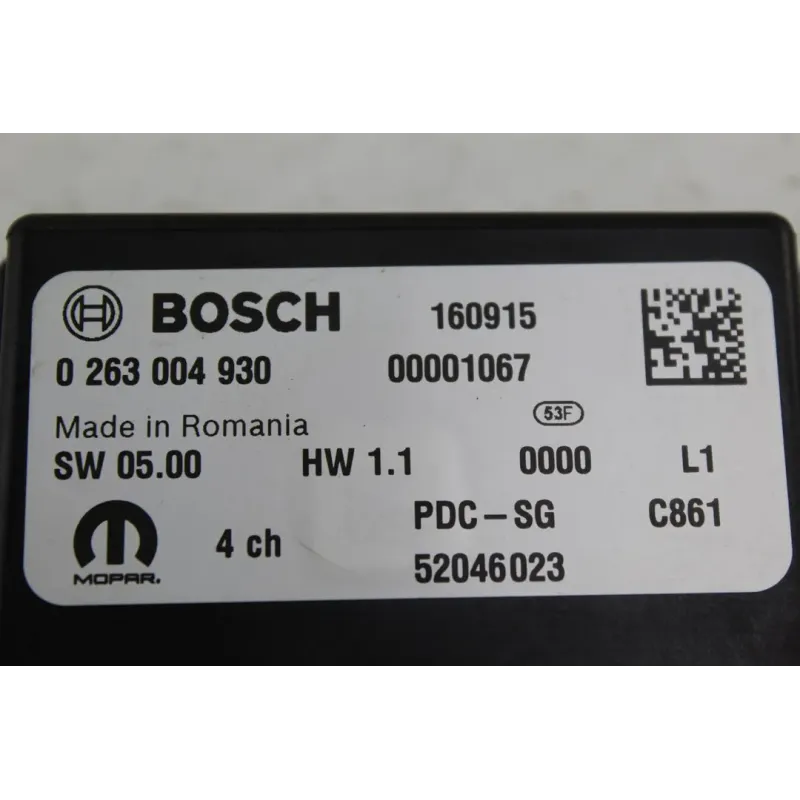 BOSCH 160915
0 263 004 930 00001067
Made in Romania 53F
SW 05.00 HW 1.1 0000 L1
4 ch PDC-SG C861
MOPAR. 52046023